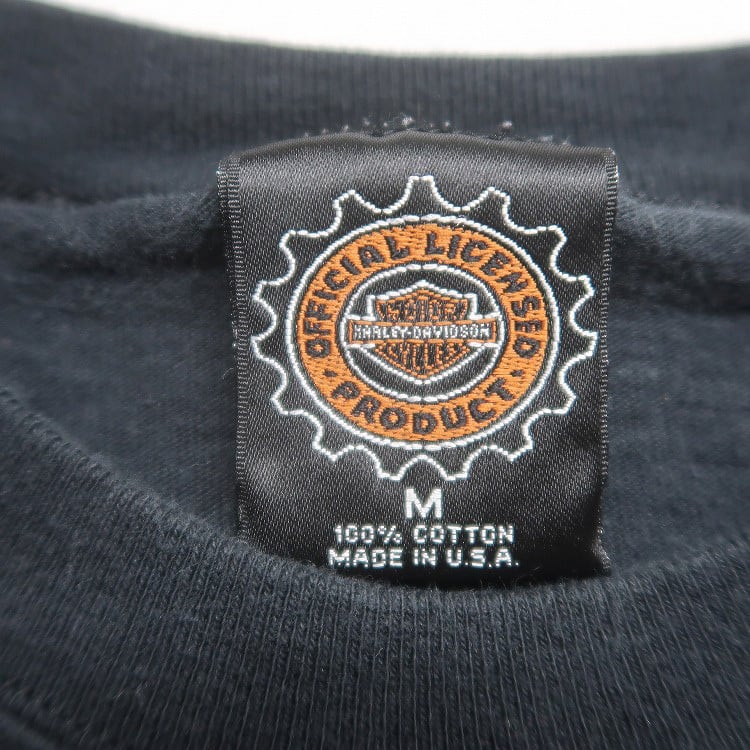 OFFICIAL LICENSED
HARLEY-DAVIDSON
· PRODUCT ·
M
100% COTTON
MADE IN U.S.A.